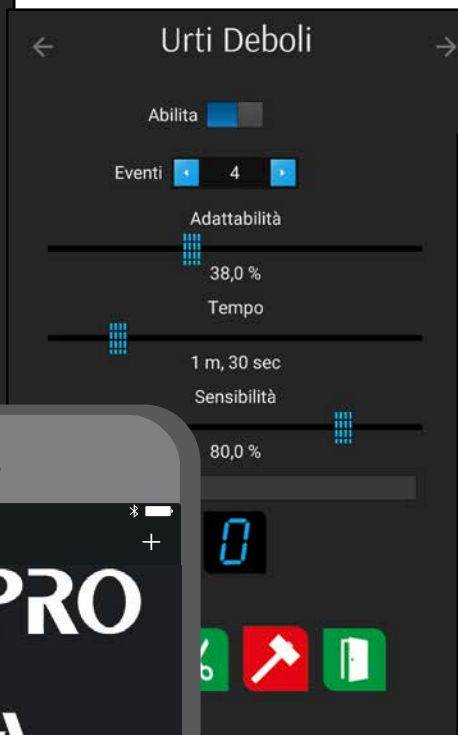 Urti Deboli
Abilita
Eventi 4
Adattabilità
38,0 %
Tempo
1 m, 30 sec
Sensibilità
80,0 %
0
PRO